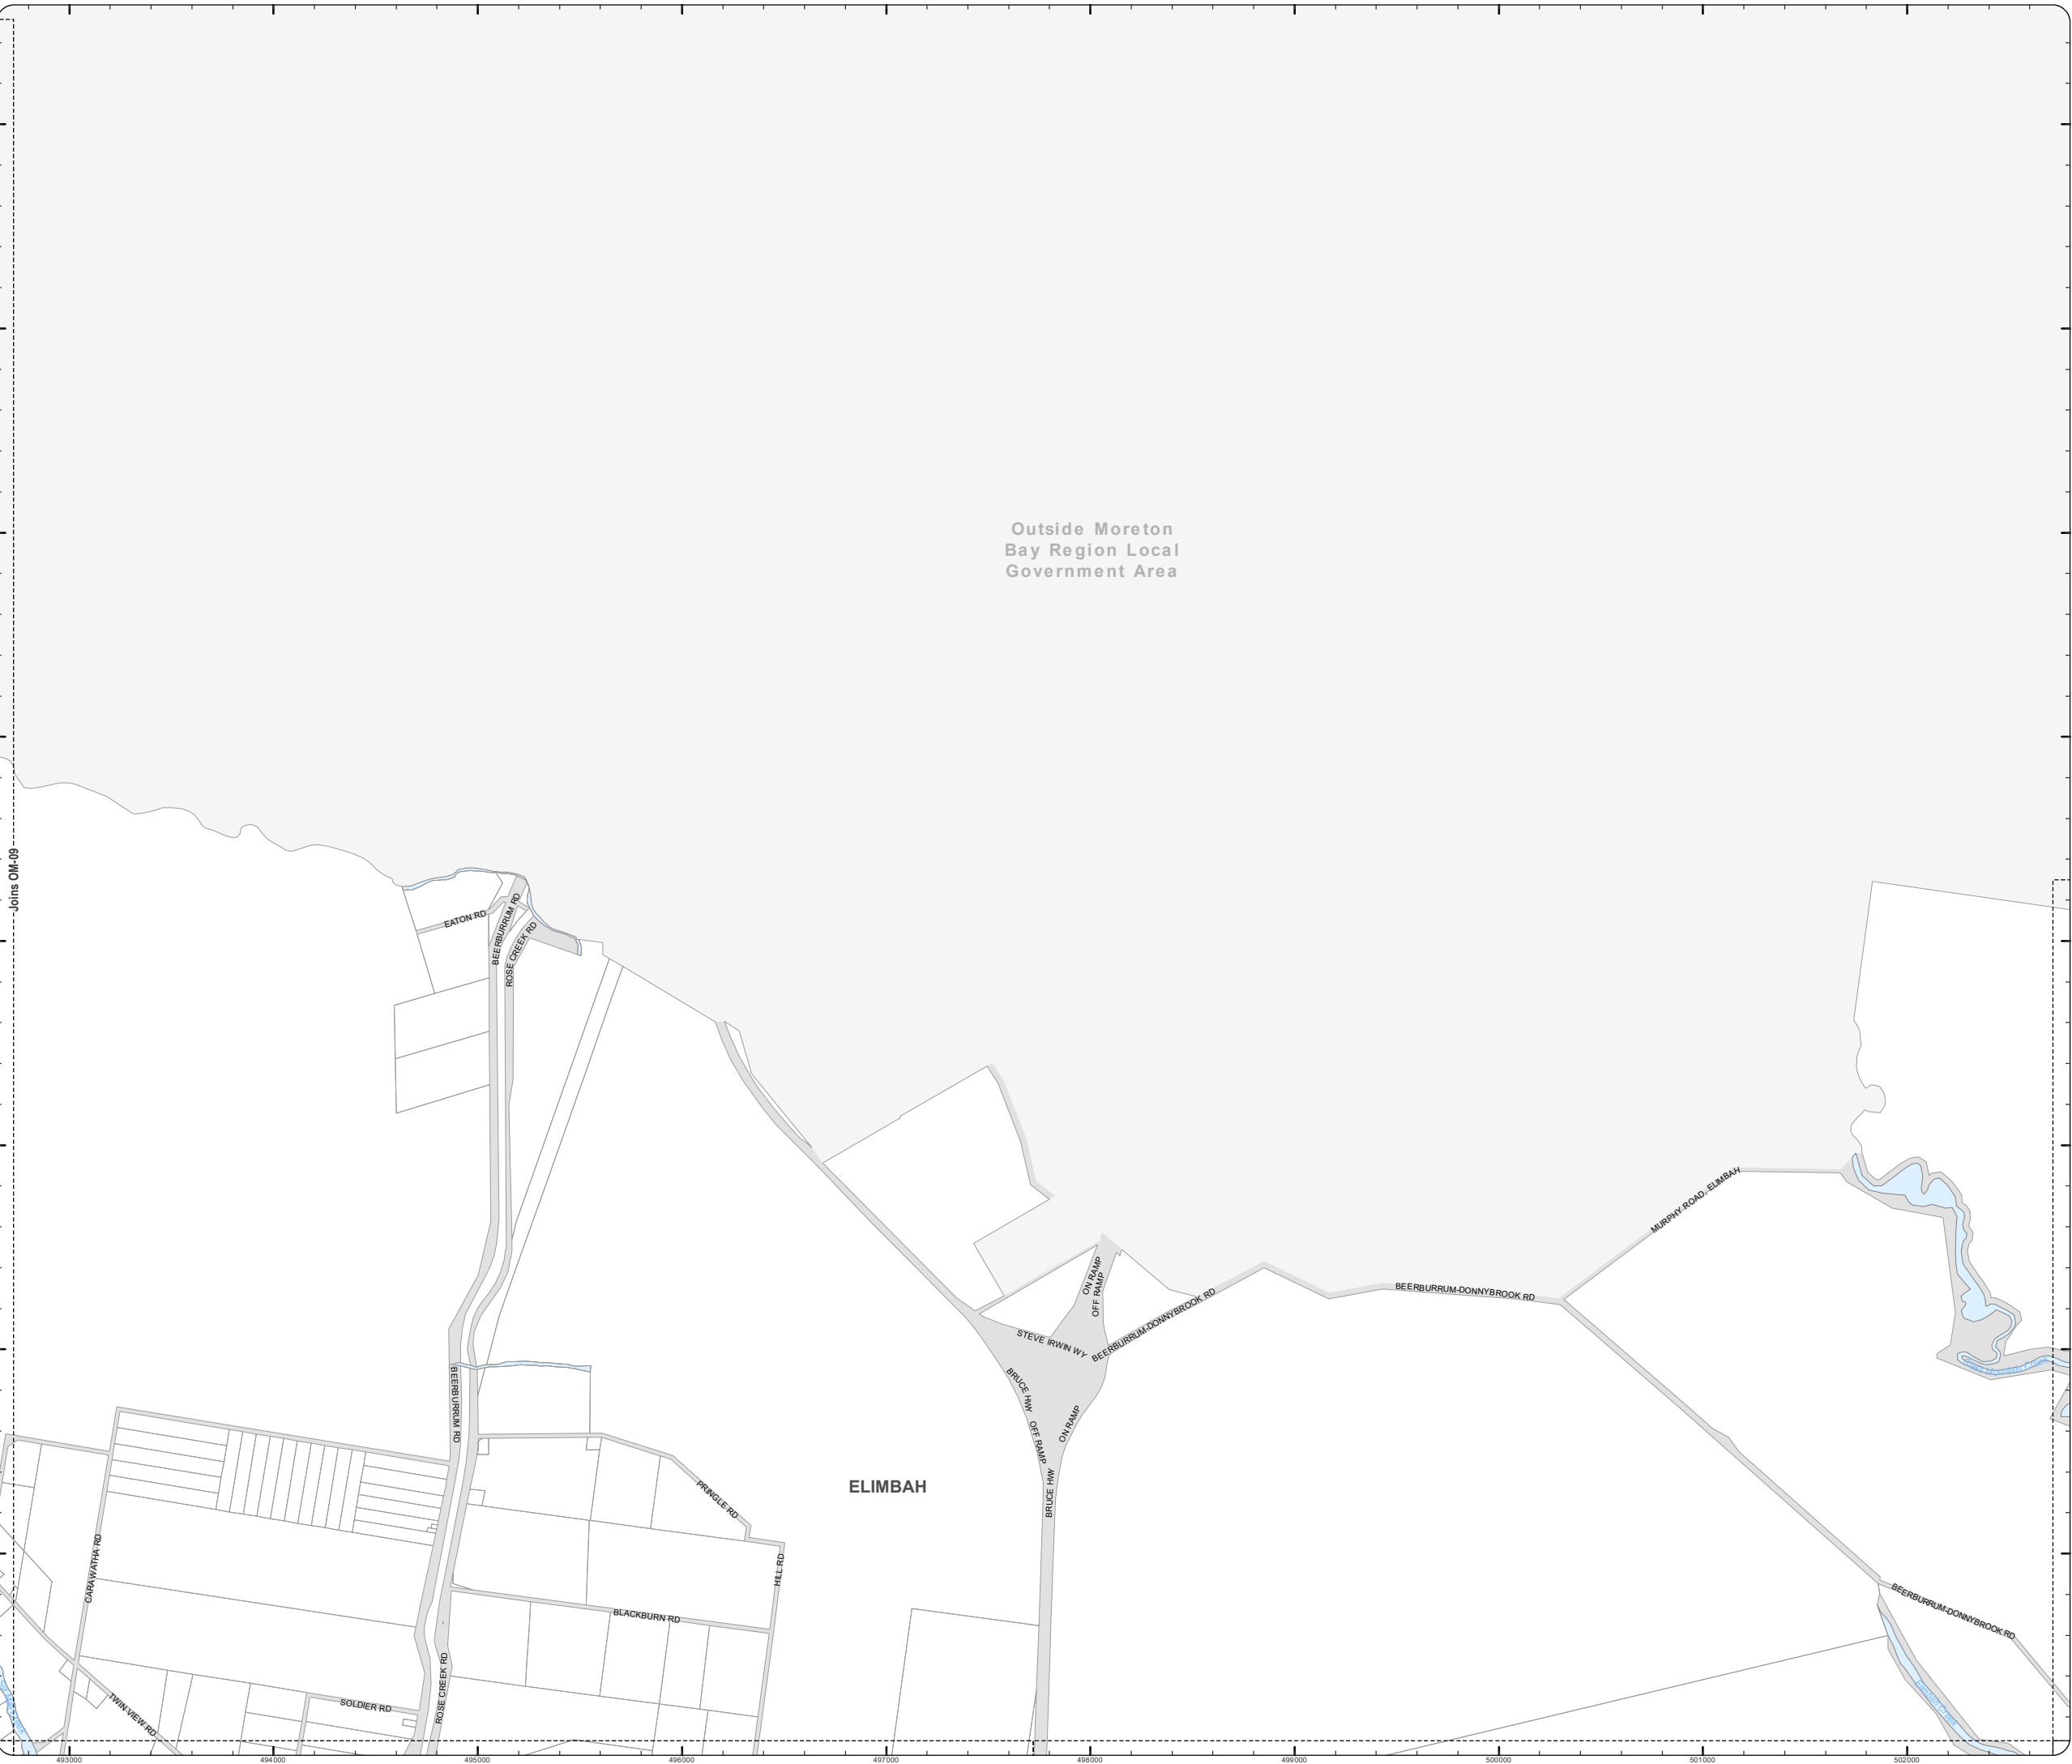 Outside Moreton
Bay Region Local
Government Area
Joins OM-09
EATON RD
BEERBURRUM RD
ROSE CREEK RD
MURPHY ROAD, ELIMBAH
ON RAMP
OFF RAMP
BEERBURRUM-DONNYBROOK RD
BEERBURRUM-DONNYBROOK RD
STEVE IRWIN WY
BRUCE HWY
BEERBURRUM RD
ON RAMP
OFF RAMP
ELIMBAH
BRUCE HWY
PRINGLE RD
CARAWATHA RD
HILL RD
BLACKBURN RD
BEERBURRUM-DONNYBROOK RD
ROSE CREEK RD
SOLDIER RD
TWIN VIEW RD
Elimbah Creek
493000
494000
495000
496000
497000
498000
499000
500000
501000
502000